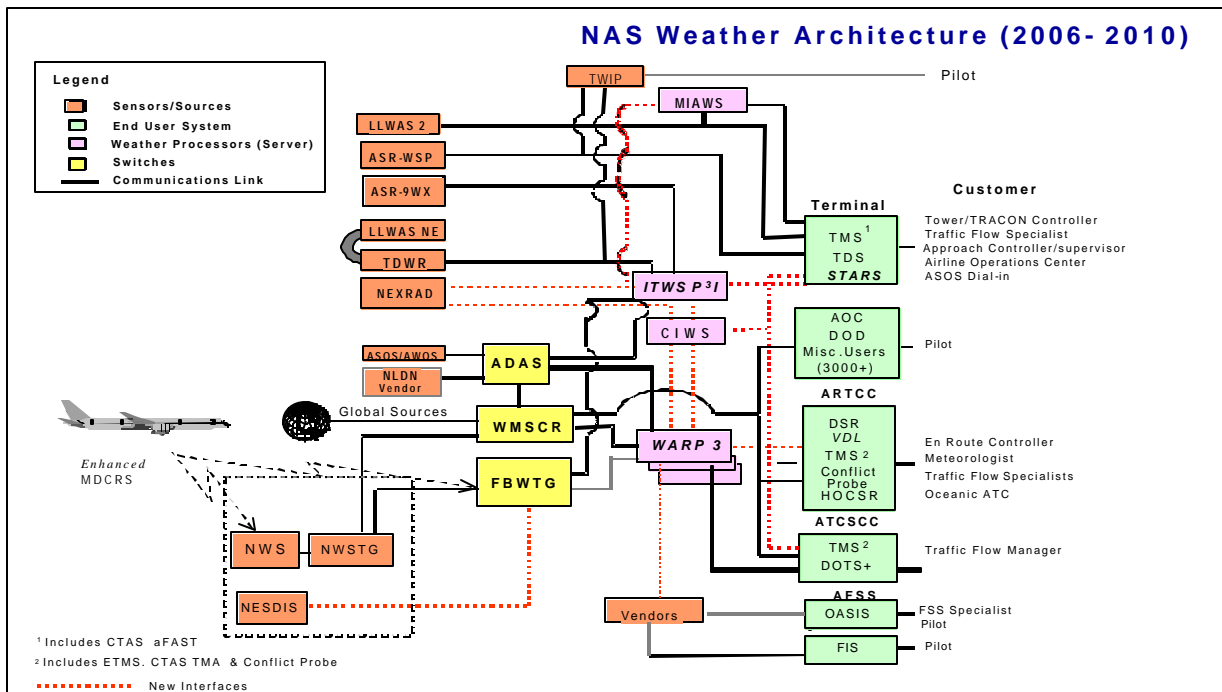 NAS Weather Architecture (2006- 2010)
Legend
Sensors/Sources
End User System
Weather Processors (Server)
Switches
Communications Link
TWIP
Pilot
MIAWS
LLWAS 2
ASR-WSP
ASR-9WX
LLWAS NE
TDWR
NEXRAD
ITWS P³I
CIWS
ASOS/AWOS
NLDN
Vendor
ADAS
Global Sources
WMSCR
WARP 3
FBWTG
Enhanced
MDCRS
NWS
NWSTG
NESDIS
Vendors
Customer
Terminal
TMS¹
TDS
STARS
Tower/TRACON Controller
Traffic Flow Specialist
Approach Controller/supervisor
Airline Operations Center
ASOS Dial-in
AOC
DOD
Misc.Users
(3000+)
Pilot
ARTCC
DSR
VDL
TMS²
Conflict
Probe
HOCSR
En Route Controller
Meteorologist
Traffic Flow Specialists
Oceanic ATC
ATCSCC
TMS²
DOTS+
Traffic Flow Manager
AFSS
OASIS
FSS Specialist
Pilot
FIS
Pilot
¹ Includes CTAS aFAST
² Includes ETMS. CTAS TMA & Conflict Probe
New Interfaces